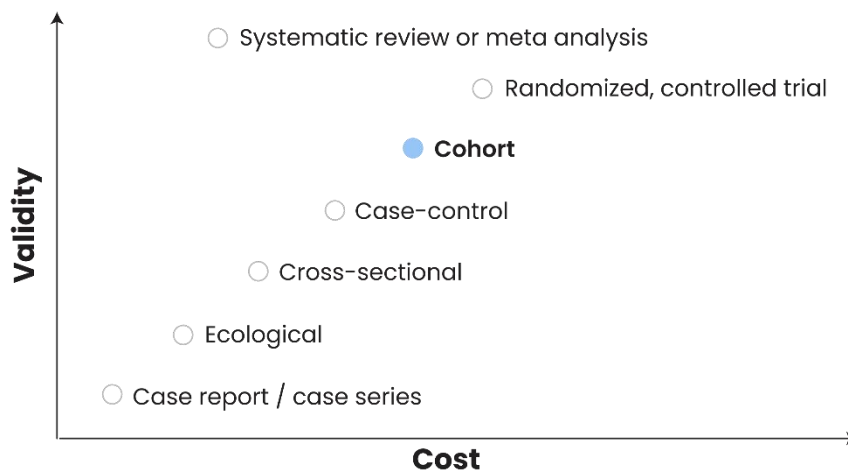 Systematic review or meta analysis
Randomized, controlled trial
Cohort
Case-control
Cross-sectional
Ecological
Case report / case series
Validity
Cost